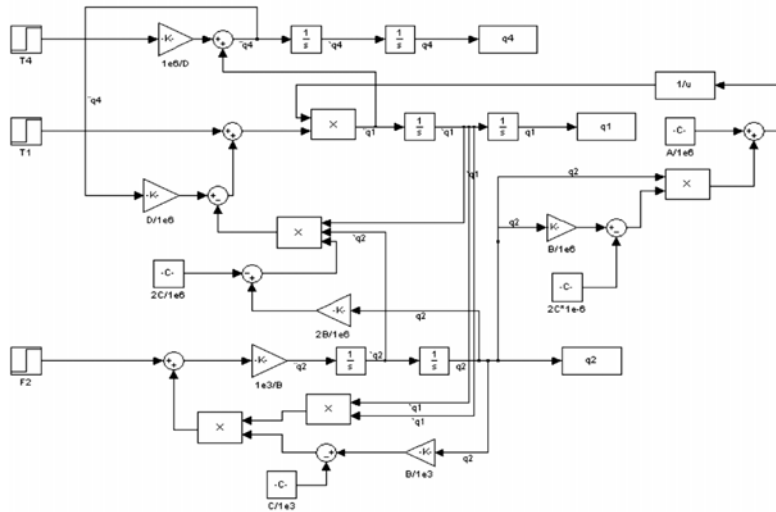 T4
-K-
1e6/D
¨q4
1
s
˙q4
1
s
q4
q4
¨q4
1/u
T1
×
¨q1
1
s
˙q1
1
s
q1
q1
-C-
A/1e6
˙q1
q2
×
-K-
D/1e6
×
˙q2
q2
-K-
B/1e6
-C-
2C/1e6
-K-
2B/1e6
q2
-C-
2C*1e-6
F2
-K-
1e3/B
¨q2
1
s
˙q2
1
s
q2
q2
×
×
˙q1
˙q1
-K-
B/1e3
q2
-C-
C/1e3